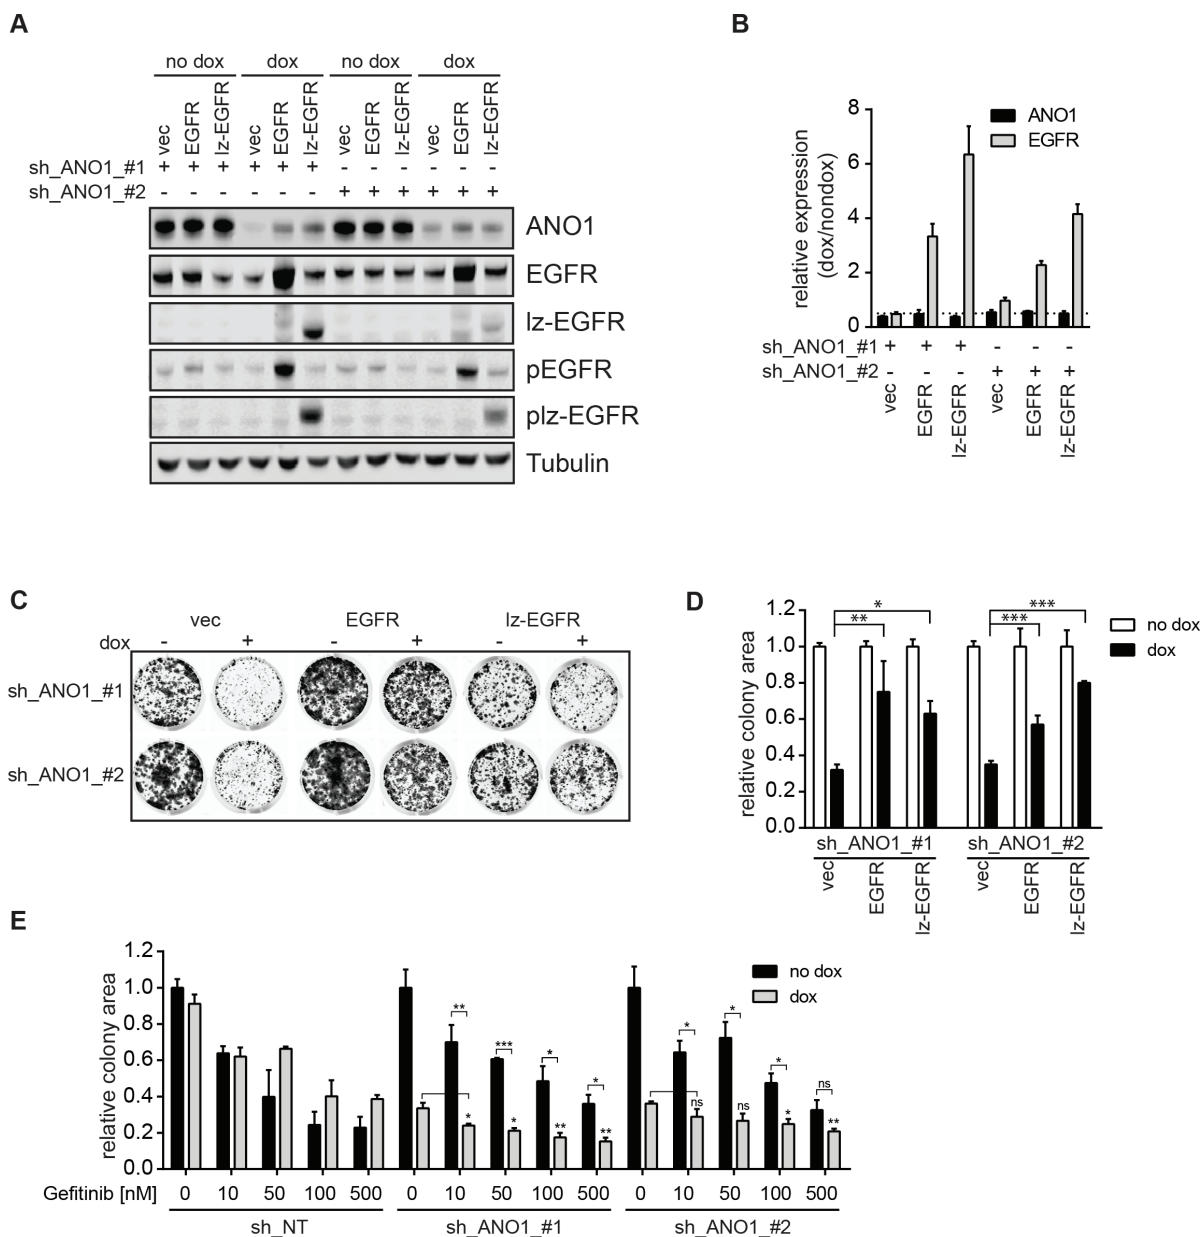 A
no dox dox no dox dox
vec EGFR lz-EGFR vec EGFR lz-EGFR vec EGFR lz-EGFR vec EGFR lz-EGFR
sh_ANO1_#1 + + + + + + - - - - - -
sh_ANO1_#2 - - - - - - + + + + + +
ANO1
EGFR
lz-EGFR
pEGFR
plz-EGFR
Tubulin
B
relative expression
(dox/nondox)
8
6
4
2
0
ANO1
EGFR
sh_ANO1_#1 + + + - - -
sh_ANO1_#2 - - - + + +
vec EGFR lz-EGFR vec EGFR lz-EGFR
C
vec EGFR lz-EGFR
dox - + - + - +
sh_ANO1_#1
sh_ANO1_#2
D
relative colony area
1.2
1.0
0.8
0.6
0.4
0.2
0.0
* ** *** ***
no dox
dox
sh_ANO1_#1 sh_ANO1_#2
vec EGFR lz-EGFR vec EGFR lz-EGFR
E
relative colony area
1.2
1.0
0.8
0.6
0.4
0.2
0.0
no dox
dox
** *** * * * * * ns
* * ** ** ns ns * **
Gefitinib [nM] 0 10 50 100 500 0 10 50 100 500 0 10 50 100 500
sh_NT sh_ANO1_#1 sh_ANO1_#2